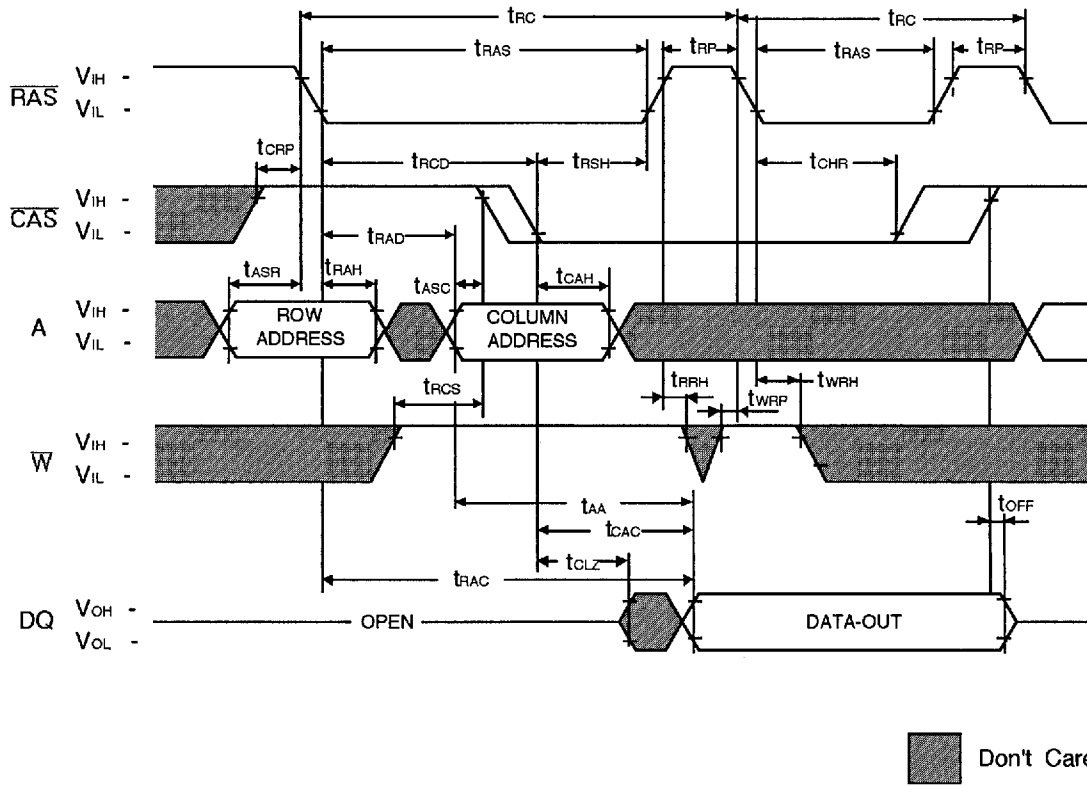 tRC tRC
tRAS tRP tRAS tRP
RAS VIH -
VIL -
tCRP tRCD tRSH tCHR
CAS VIH -
VIL -
tRAD
tASR tRAH tASC tCAH
A VIH -
VIL -
ROW ADDRESS
COLUMN ADDRESS
tRCS tRRH tWRP tWRH
W VIH -
VIL -
tAA tOFF
tCAC
tCLZ
tRAC
DQ VOH -
VOL -
OPEN DATA-OUT
Don't Care